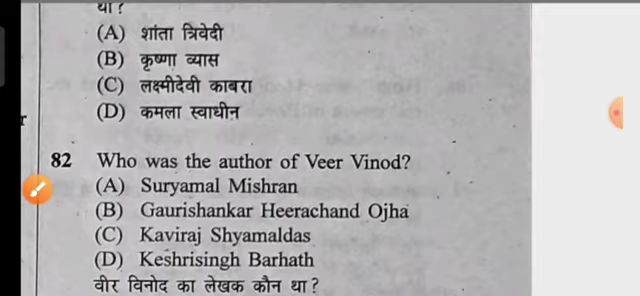 था ?
(A) शांता त्रिवेदी
(B) कृष्णा व्यास
(C) लक्ष्मीदेवी काबरा
(D) कमला स्वाधीन
82 Who was the author of Veer Vinod?
(A) Suryamal Mishran
(B) Gaurishankar Heerachand Ojha
(C) Kaviraj Shyamaldas
(D) Keshrisingh Barhath
वीर विनोद का लेखक कौन था ?